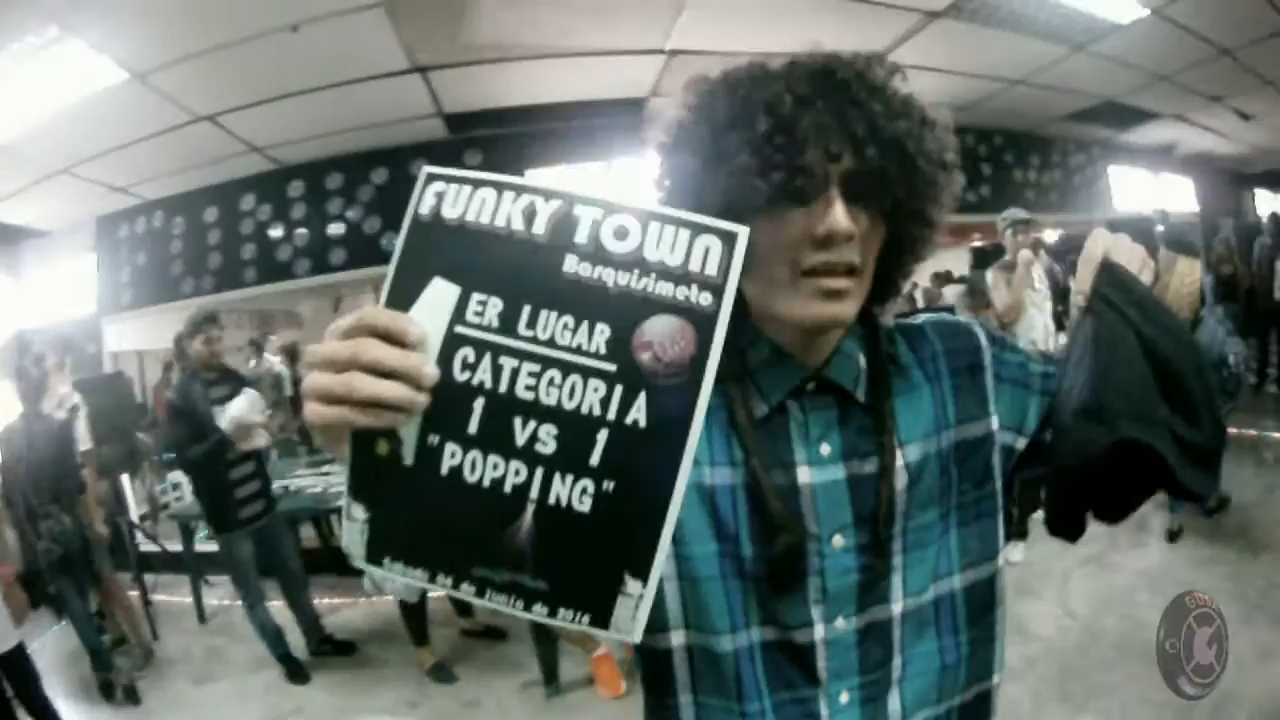 FUNKY TOWN
Barquisimeto
1 ER LUGAR
CATEGORIA
1 VS 1
"POPPING"
Sabado 04 de Junio de 2016